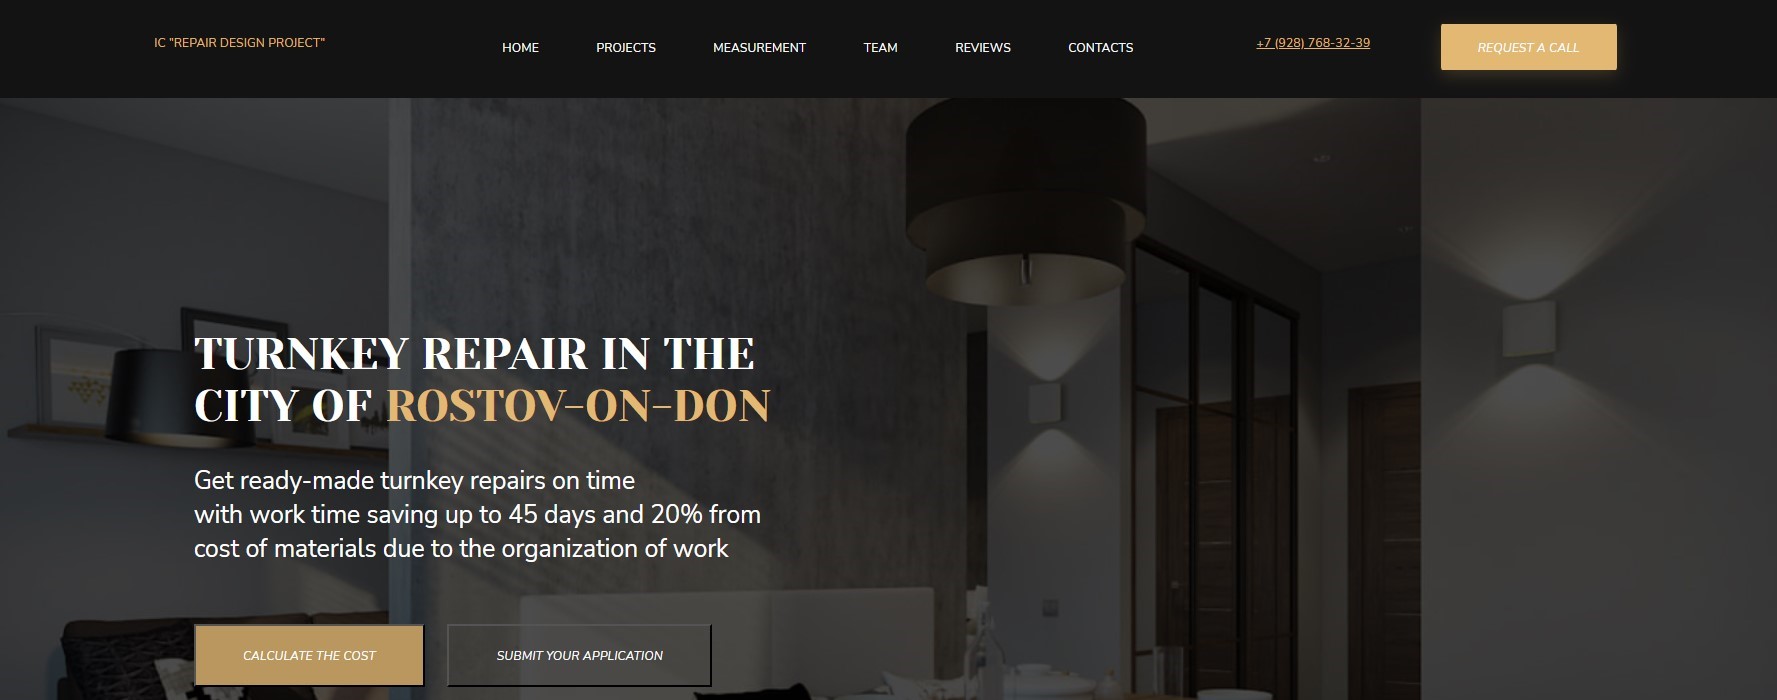 IC "REPAIR DESIGN PROJECT"
HOME
PROJECTS
MEASUREMENT
TEAM
REVIEWS
CONTACTS
+7 (928) 768-32-39
REQUEST A CALL
TURNKEY REPAIR IN THE
CITY OF ROSTOV-ON-DON
Get ready-made turnkey repairs on time
with work time saving up to 45 days and 20% from
cost of materials due to the organization of work
CALCULATE THE COST
SUBMIT YOUR APPLICATION